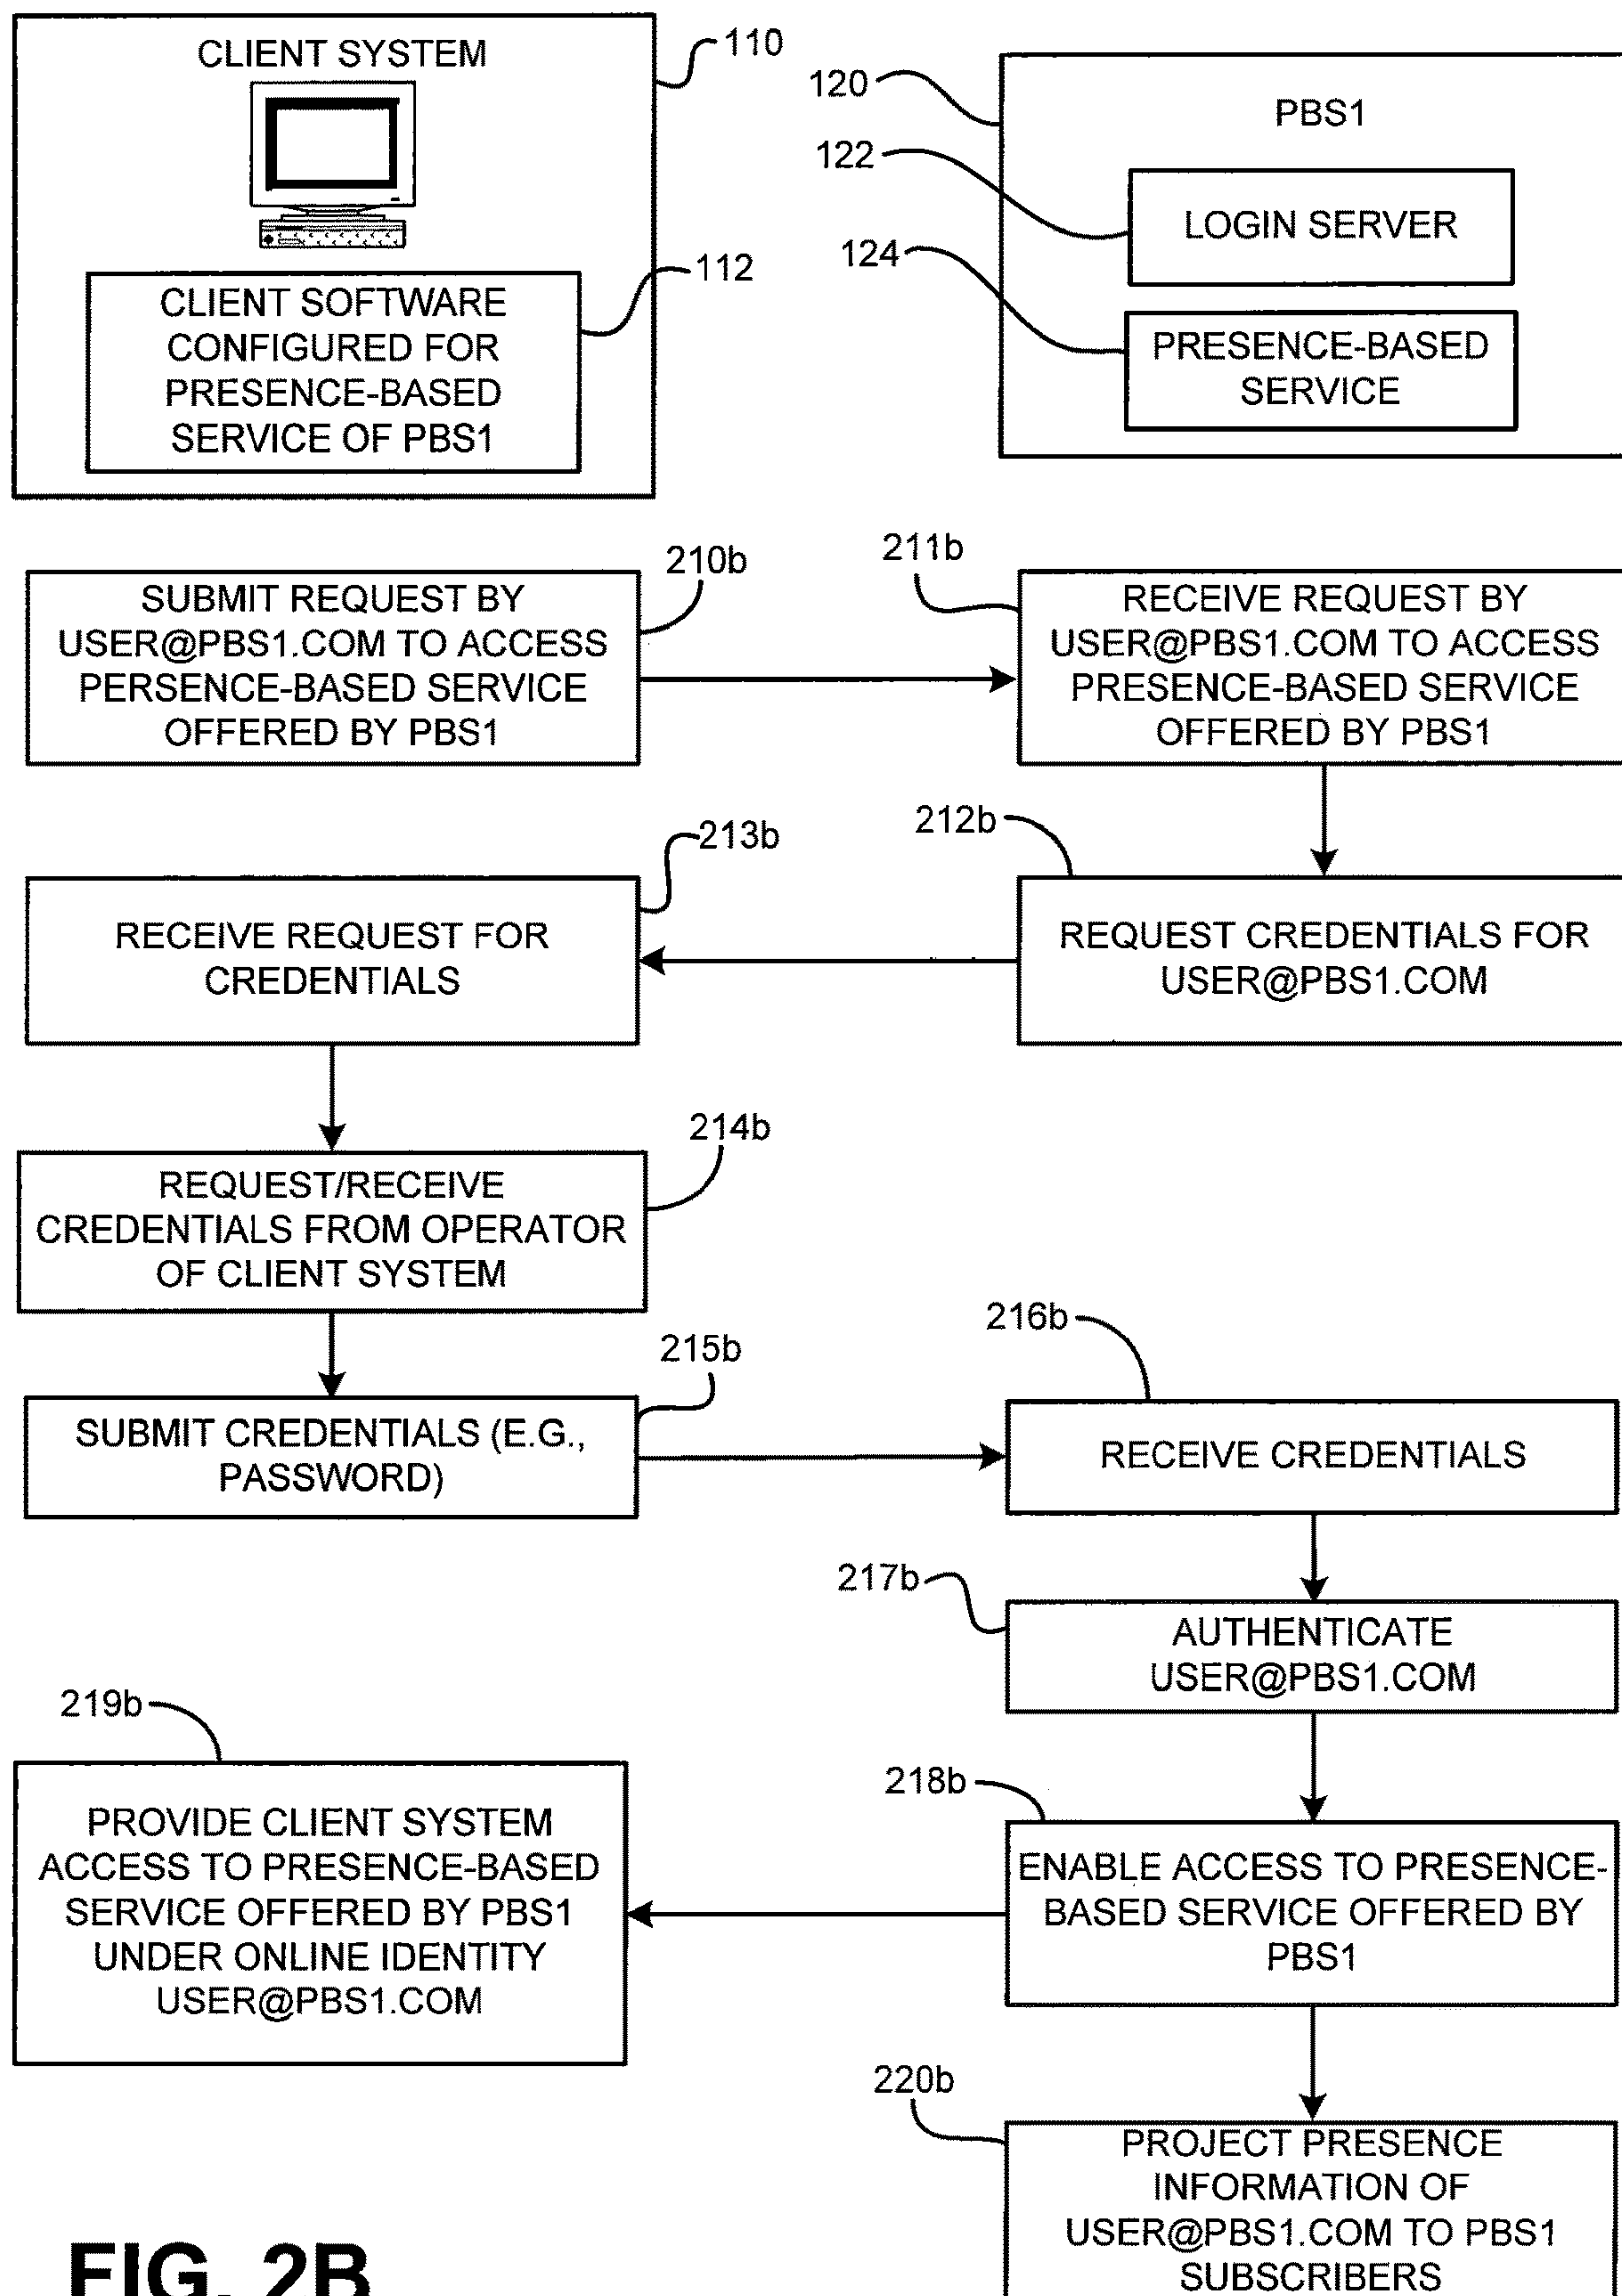 CLIENT SYSTEM
110
CLIENT SOFTWARE
CONFIGURED FOR
PRESENCE-BASED
SERVICE OF PBS1
112
120
PBS1
122
LOGIN SERVER
124
PRESENCE-BASED
SERVICE
210b
SUBMIT REQUEST BY
USER@PBS1.COM TO ACCESS
PERSENCE-BASED SERVICE
OFFERED BY PBS1
211b
RECEIVE REQUEST BY
USER@PBS1.COM TO ACCESS
PRESENCE-BASED SERVICE
OFFERED BY PBS1
212b
REQUEST CREDENTIALS FOR
USER@PBS1.COM
213b
RECEIVE REQUEST FOR
CREDENTIALS
214b
REQUEST/RECEIVE
CREDENTIALS FROM OPERATOR
OF CLIENT SYSTEM
215b
SUBMIT CREDENTIALS (E.G.,
PASSWORD)
216b
RECEIVE CREDENTIALS
217b
AUTHENTICATE
USER@PBS1.COM
218b
ENABLE ACCESS TO PRESENCE-
BASED SERVICE OFFERED BY
PBS1
219b
PROVIDE CLIENT SYSTEM
ACCESS TO PRESENCE-BASED
SERVICE OFFERED BY PBS1
UNDER ONLINE IDENTITY
USER@PBS1.COM
220b
PROJECT PRESENCE
INFORMATION OF
USER@PBS1.COM TO PBS1
SUBSCRIBERS
FIG. 2B